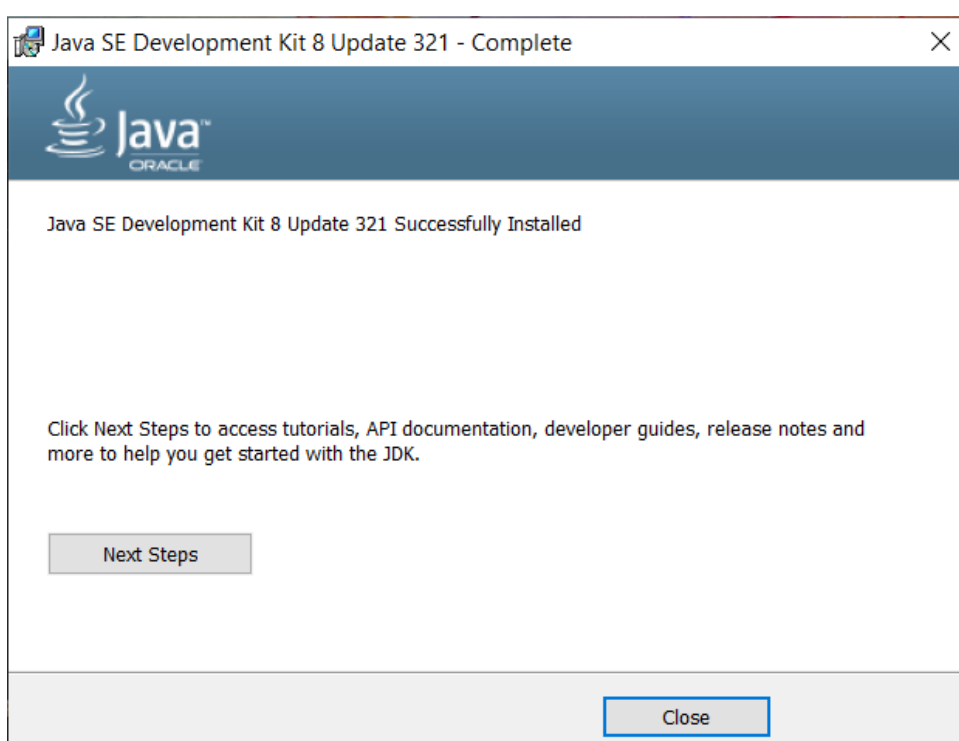 Java SE Development Kit 8 Update 321 - Complete
Java™
ORACLE
Java SE Development Kit 8 Update 321 Successfully Installed
Click Next Steps to access tutorials, API documentation, developer guides, release notes and
more to help you get started with the JDK.
Next Steps
Close